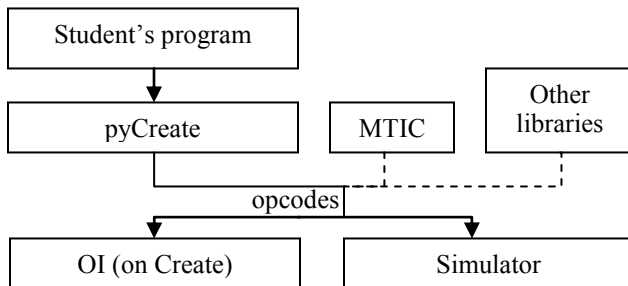 Student’s program
pyCreate
MTIC
Other
libraries
opcodes
OI (on Create)
Simulator